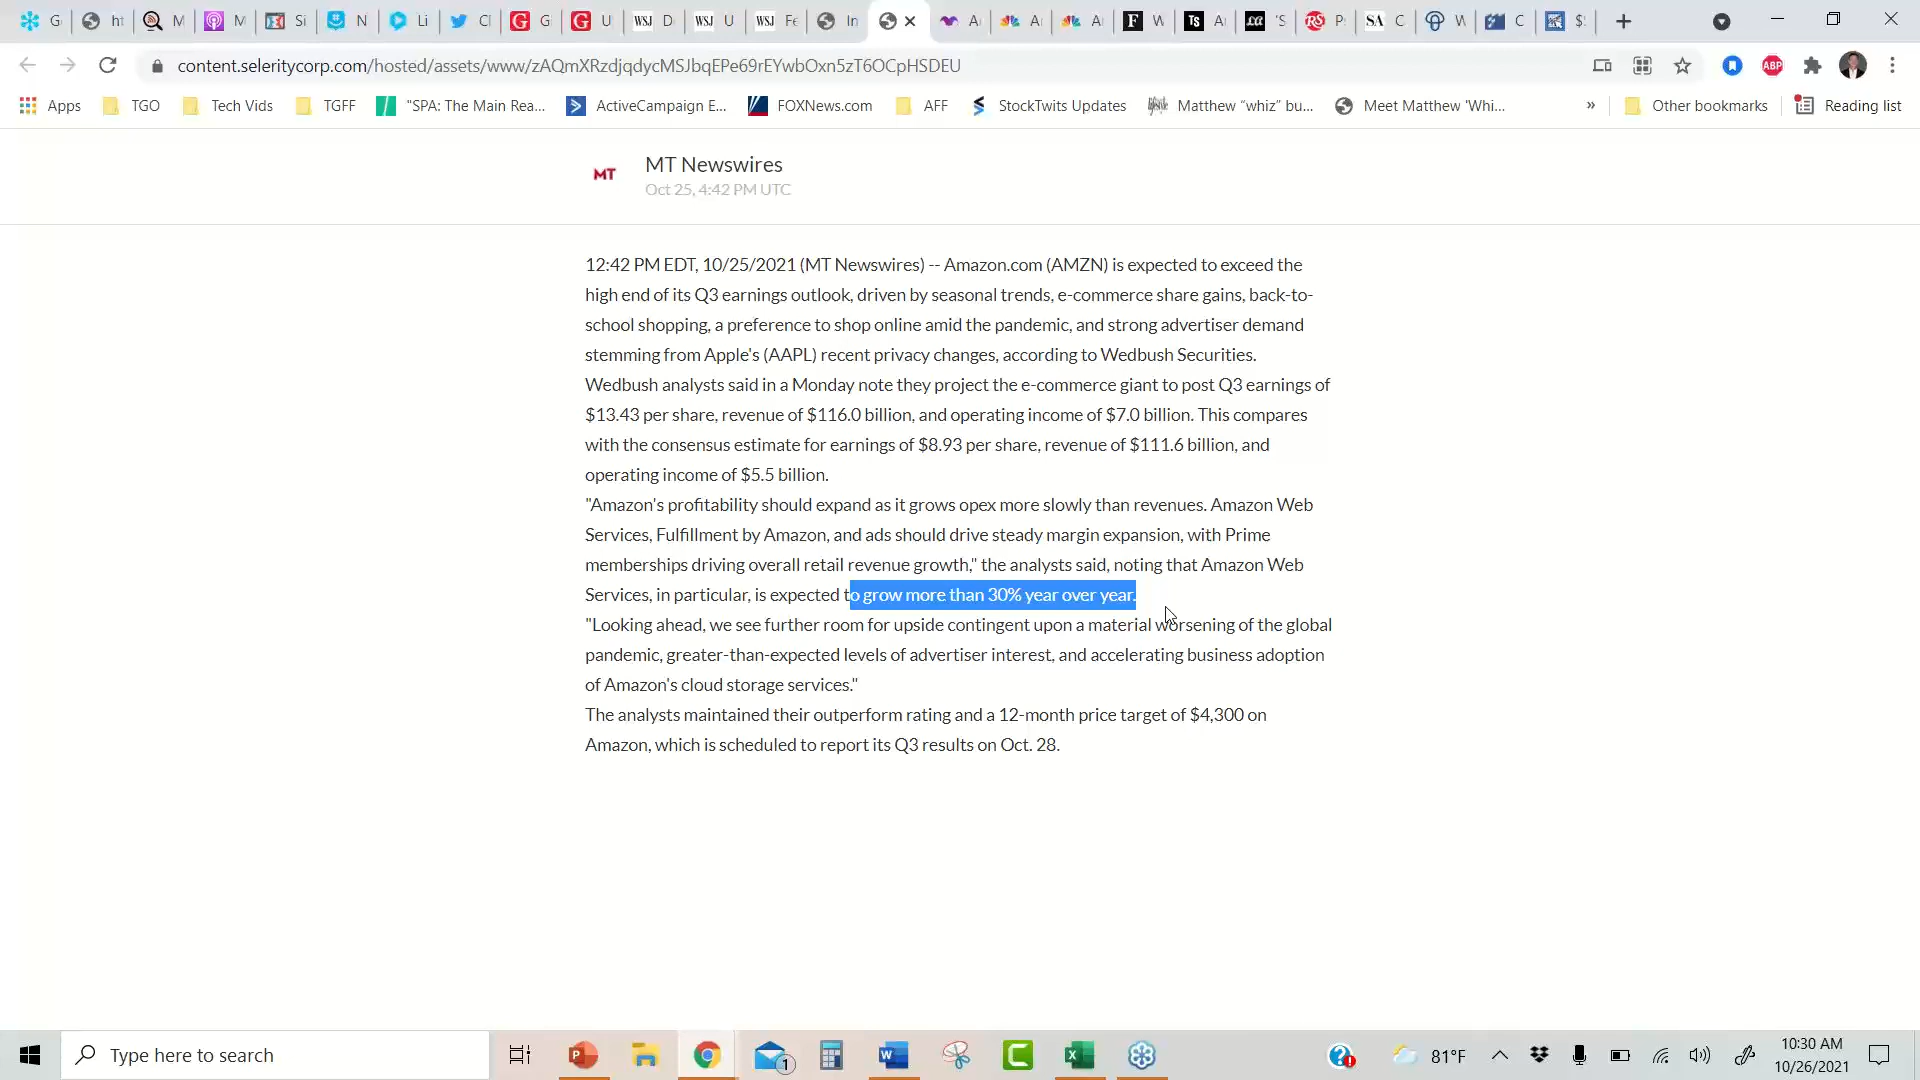 G
ht
M
M
Si
N
Li
Cl
G
U
WSJ D
WSJ U
WSJ Fe
In
A
A
A
F W
Ts A
'S
RS P
SA C
W
C
$
content.seleritycorp.com/hosted/assets/www/zAQmXRzdjqdycMSJbqEPe69rEYwbOxn5zT6OCpHSDEU
ABP
Apps
TGO
Tech Vids
TGFF
"SPA: The Main Rea...
ActiveCampaign E...
FOXNews.com
AFF
StockTwits Updates
Matthew "whiz" bu...
Meet Matthew 'Whi...
»
Other bookmarks
Reading list
MT
MT Newswires
Oct 25, 4:42 PM UTC
12:42 PM EDT, 10/25/2021 (MT Newswires) -- Amazon.com (AMZN) is expected to exceed the
high end of its Q3 earnings outlook, driven by seasonal trends, e-commerce share gains, back-to-
school shopping, a preference to shop online amid the pandemic, and strong advertiser demand
stemming from Apple's (AAPL) recent privacy changes, according to Wedbush Securities.
Wedbush analysts said in a Monday note they project the e-commerce giant to post Q3 earnings of
$13.43 per share, revenue of $116.0 billion, and operating income of $7.0 billion. This compares
with the consensus estimate for earnings of $8.93 per share, revenue of $111.6 billion, and
operating income of $5.5 billion.
"Amazon's profitability should expand as it grows opex more slowly than revenues. Amazon Web
Services, Fulfillment by Amazon, and ads should drive steady margin expansion, with Prime
memberships driving overall retail revenue growth," the analysts said, noting that Amazon Web
Services, in particular, is expected to grow more than 30% year over year.
"Looking ahead, we see further room for upside contingent upon a material worsening of the global
pandemic, greater-than-expected levels of advertiser interest, and accelerating business adoption
of Amazon's cloud storage services."
The analysts maintained their outperform rating and a 12-month price target of $4,300 on
Amazon, which is scheduled to report its Q3 results on Oct. 28.
Type here to search
1
81°F
10:30 AM
10/26/2021